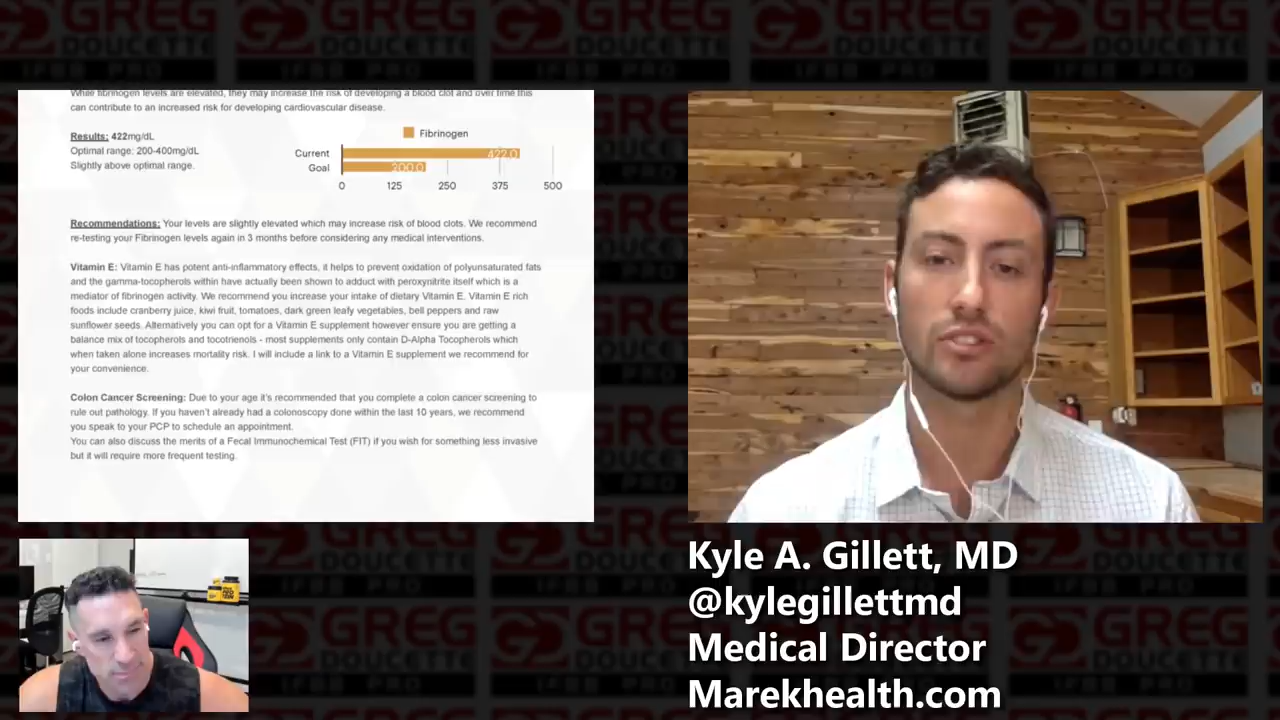 While fibrinogen levels are elevated, they may increase the risk of developing a blood clot and over time this
can contribute to an increased risk for developing cardiovascular disease.
Results: 422mg/dL
Optimal range: 200-400mg/dL
Slightly above optimal range.
Fibrinogen
Current
422.0
Goal
200.0
0 125 250 375 500
Recommendations: Your levels are slightly elevated which may increase risk of blood clots. We recommend
re-testing your Fibrinogen levels again in 3 months before considering any medical interventions.
Vitamin E: Vitamin E has potent anti-inflammatory effects, it helps to prevent oxidation of polyunsaturated fats
and the gamma-tocopherols within have actually been shown to adduct with peroxynitrite itself which is a
mediator of fibrinogen activity. We recommend you increase your intake of dietary Vitamin E. Vitamin E rich
foods include cranberry juice, kiwi fruit, tomatoes, dark green leafy vegetables, bell peppers and raw
sunflower seeds. Alternatively you can opt for a Vitamin E supplement however ensure you are getting a
balance mix of tocopherols and tocotrienols - most supplements only contain D-Alpha Tocopherols which
when taken alone increases mortality risk. I will include a link to a Vitamin E supplement we recommend for
your convenience.
Colon Cancer Screening: Due to your age it's recommended that you complete a colon cancer screening to
rule out pathology. If you haven't already had a colonoscopy done within the last 10 years, we recommend
you speak to your PCP to schedule an appointment.
You can also discuss the merits of a Fecal Immunochemical Test (FIT) if you wish for something less invasive
but it will require more frequent testing.
Kyle A. Gillett, MD
@kylegillettmd
Medical Director
Marekhealth.com
GREG
DOUCETTE
IFBB PRO